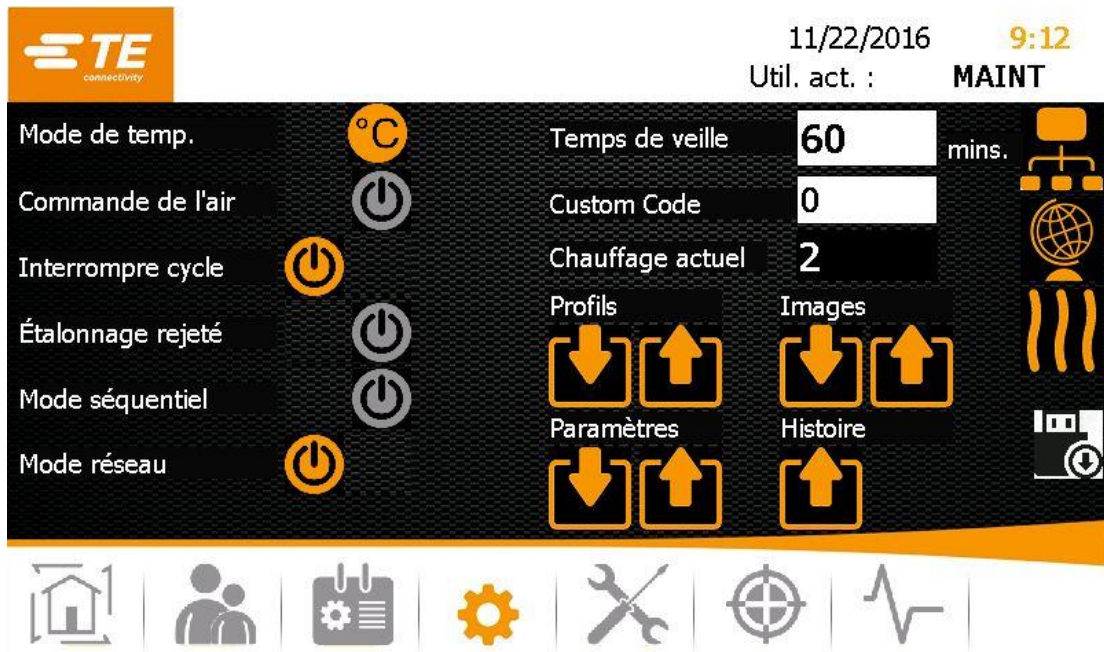 TE
connectivity
11/22/2016 9:12
Util. act. : MAINT
Mode de temp. °C
Commande de l'air
Interrompre cycle
Étalonnage rejeté
Mode séquentiel
Mode réseau
Temps de veille 60 mins.
Custom Code 0
Chauffage actuel 2
Profils Images
Paramètres Histoire